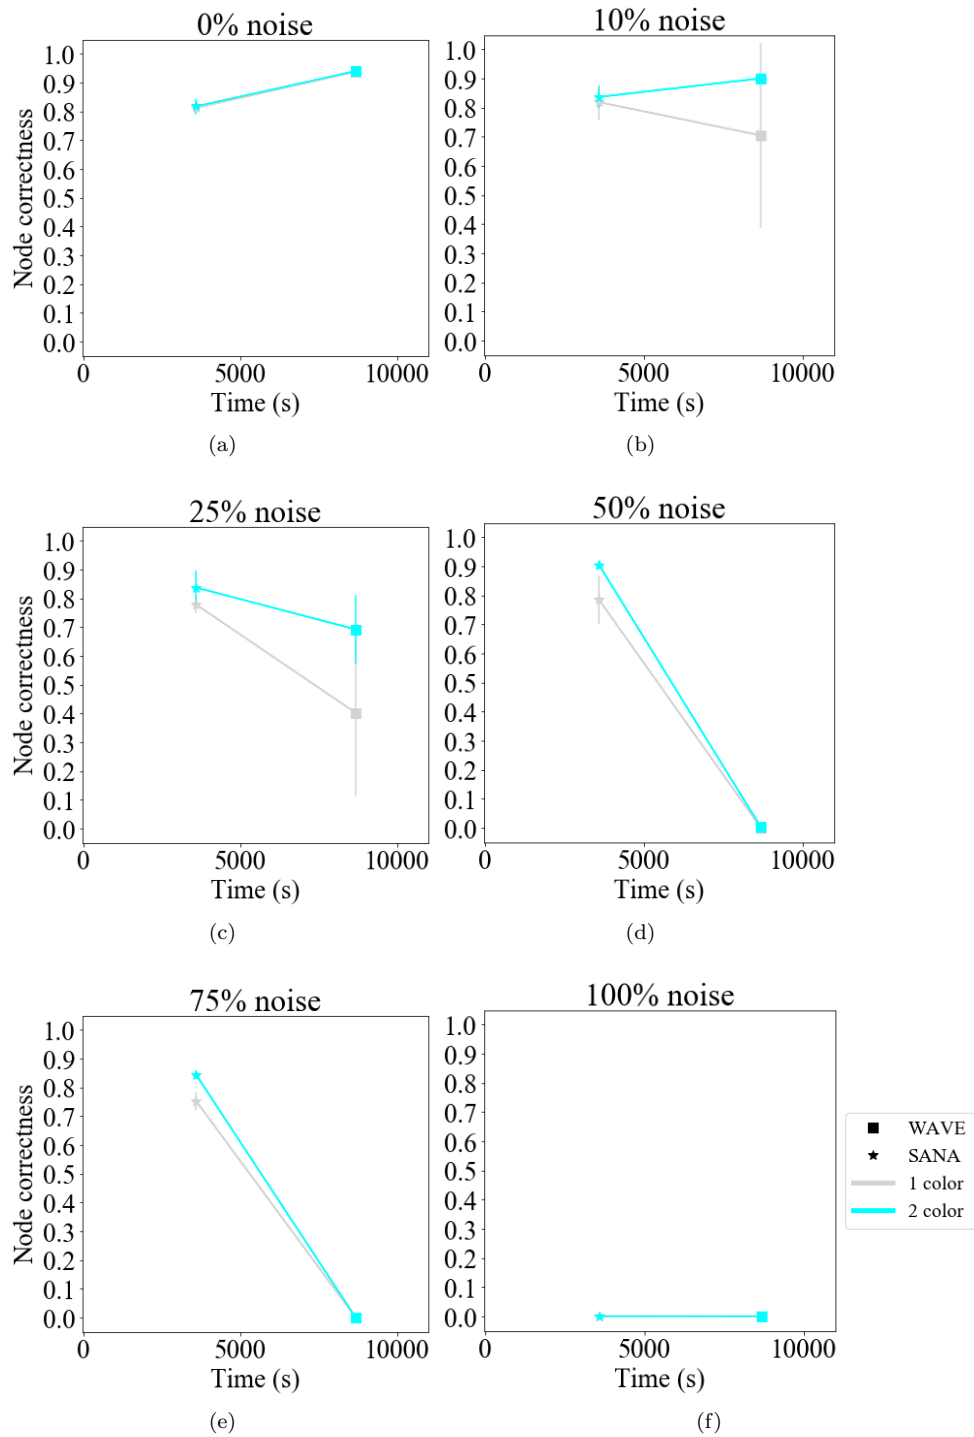 0% noise
10% noise
Node correctness
1.0
0.9
0.8
0.7
0.6
0.5
0.4
0.3
0.2
0.1
0.0
0 5000 10000
Time (s)
(a)
1.0
0.9
0.8
0.7
0.6
0.5
0.4
0.3
0.2
0.1
0.0
0 5000 10000
Time (s)
(b)
25% noise
50% noise
Node correctness
1.0
0.9
0.8
0.7
0.6
0.5
0.4
0.3
0.2
0.1
0.0
0 5000 10000
Time (s)
(c)
1.0
0.9
0.8
0.7
0.6
0.5
0.4
0.3
0.2
0.1
0.0
0 5000 10000
Time (s)
(d)
75% noise
100% noise
Node correctness
1.0
0.9
0.8
0.7
0.6
0.5
0.4
0.3
0.2
0.1
0.0
0 5000 10000
Time (s)
(e)
1.0
0.9
0.8
0.7
0.6
0.5
0.4
0.3
0.2
0.1
0.0
0 5000 10000
Time (s)
(f)
WAVE
SANA
1 color
2 color